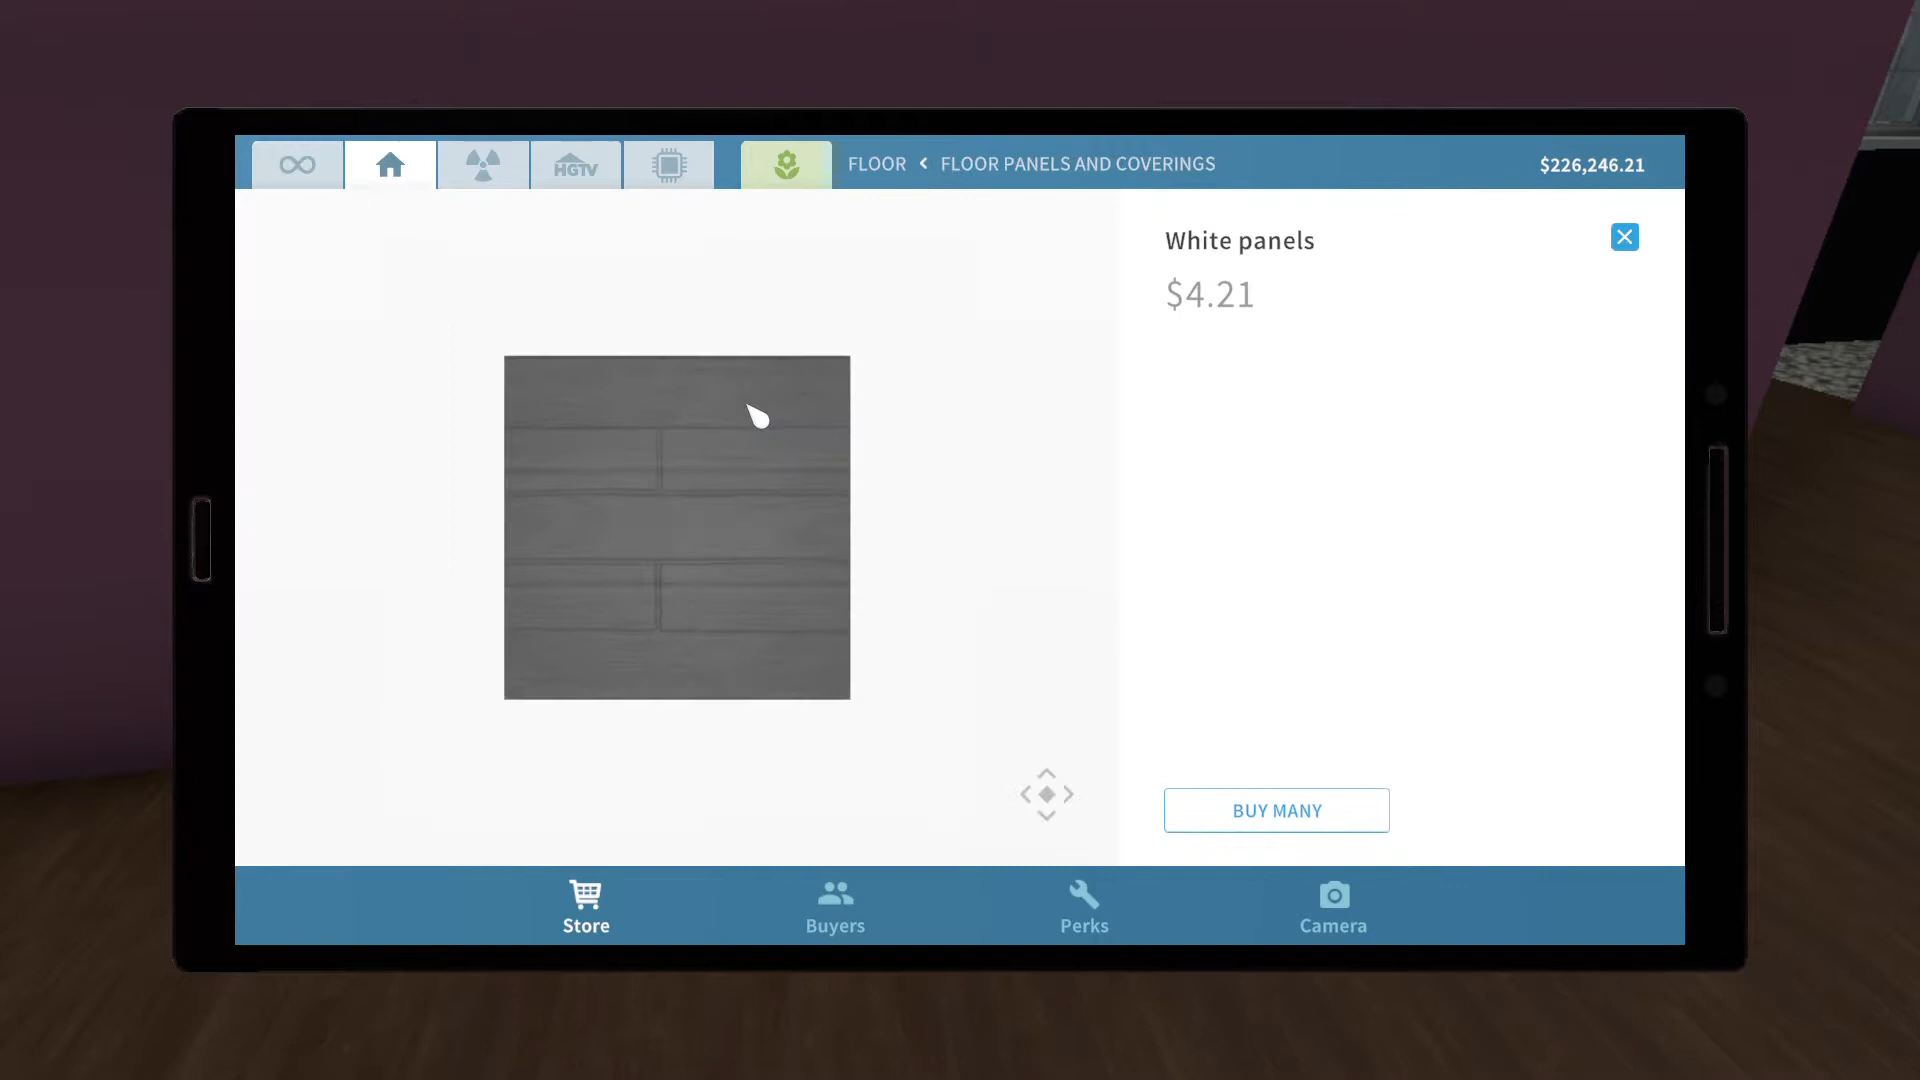 HGTV
FLOOR < FLOOR PANELS AND COVERINGS
$226,246.21
White panels
$4.21
BUY MANY
Store
Buyers
Perks
Camera